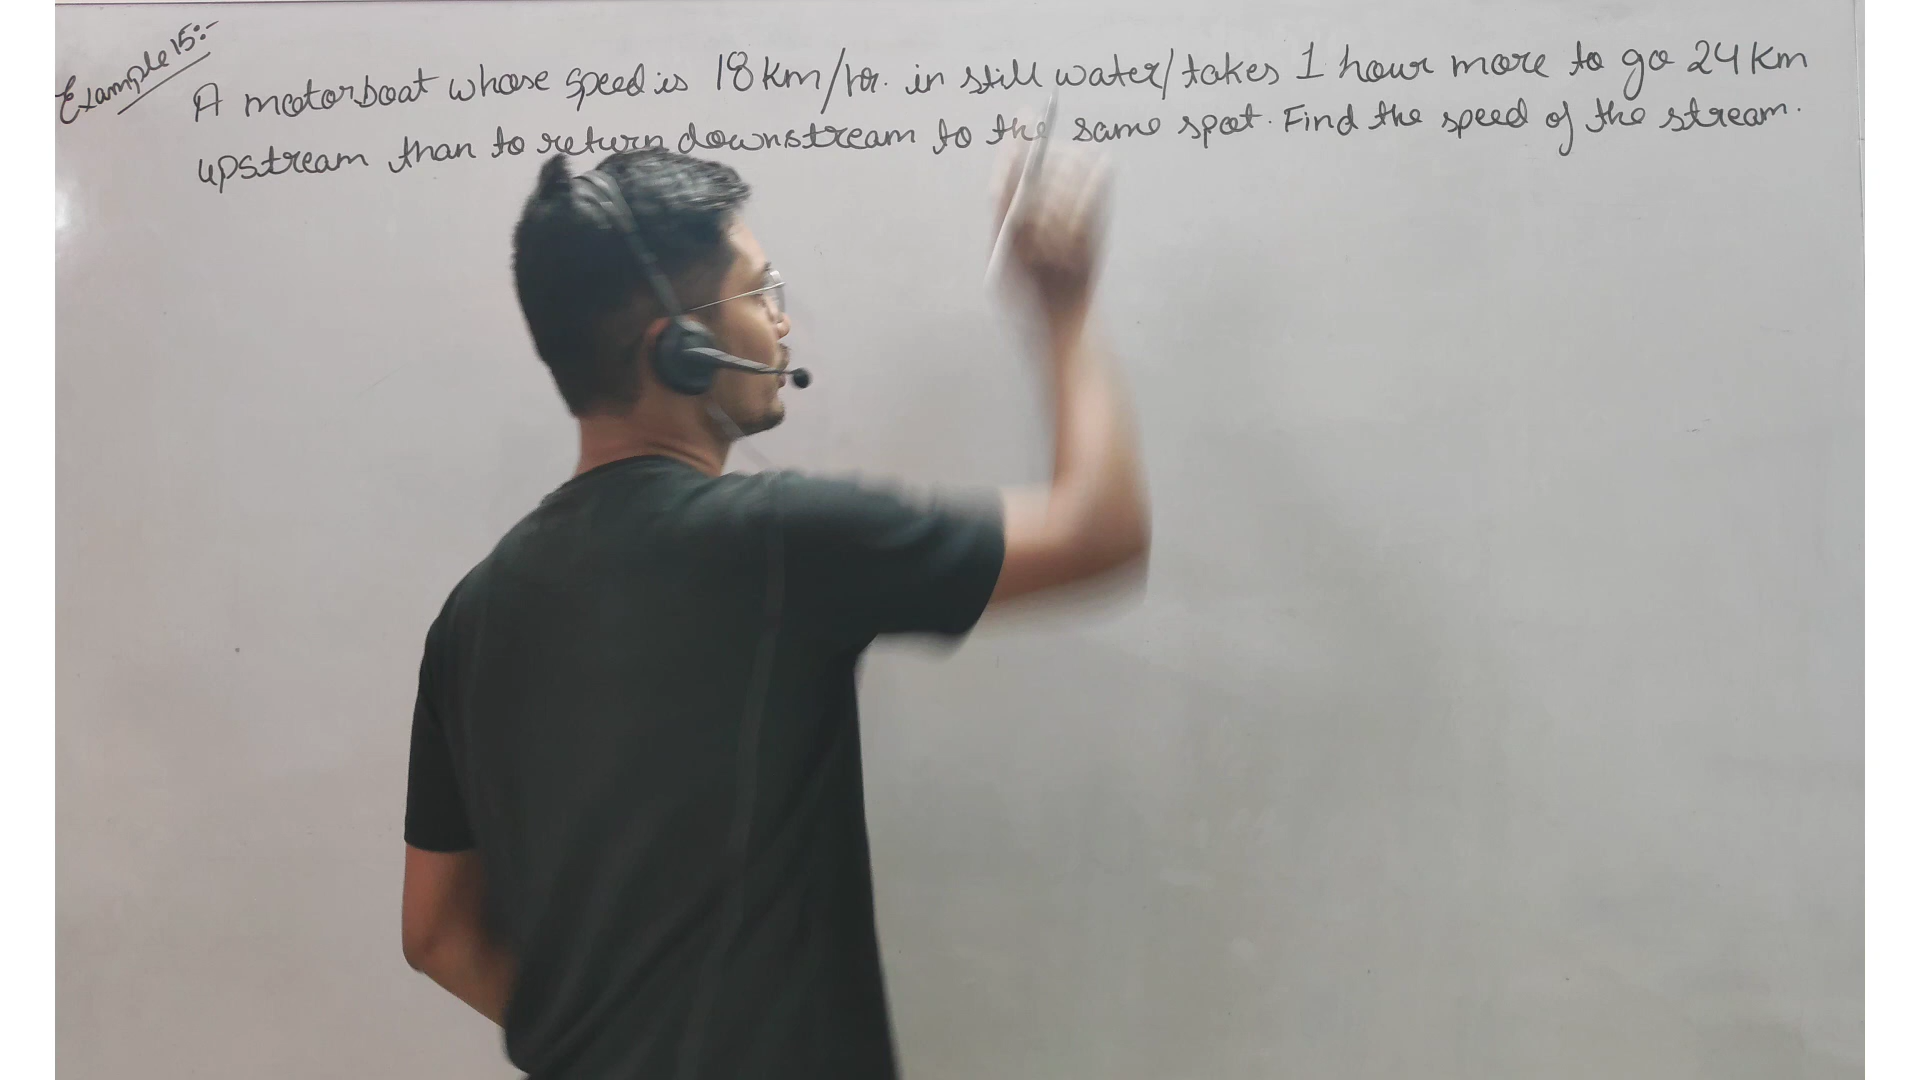 Example 15:-
A motorboat whose speed is 18 km/hr. in still water/takes 1 hour more to go 24 km
upstream than to return downstream to the same spot. Find the speed of the stream.